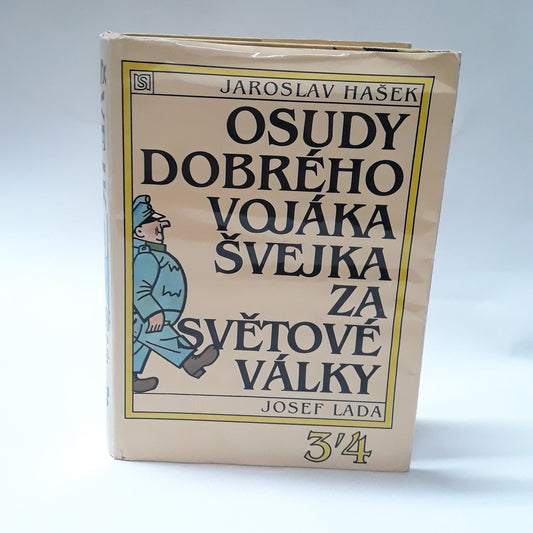 JAROSLAV HAŠEK
OSUDY
DOBRÉHO
VOJÁKA
ŠVEJKA
ZA
SVĚTOVÉ
VÁLKY
JOSEF LADA
3'4